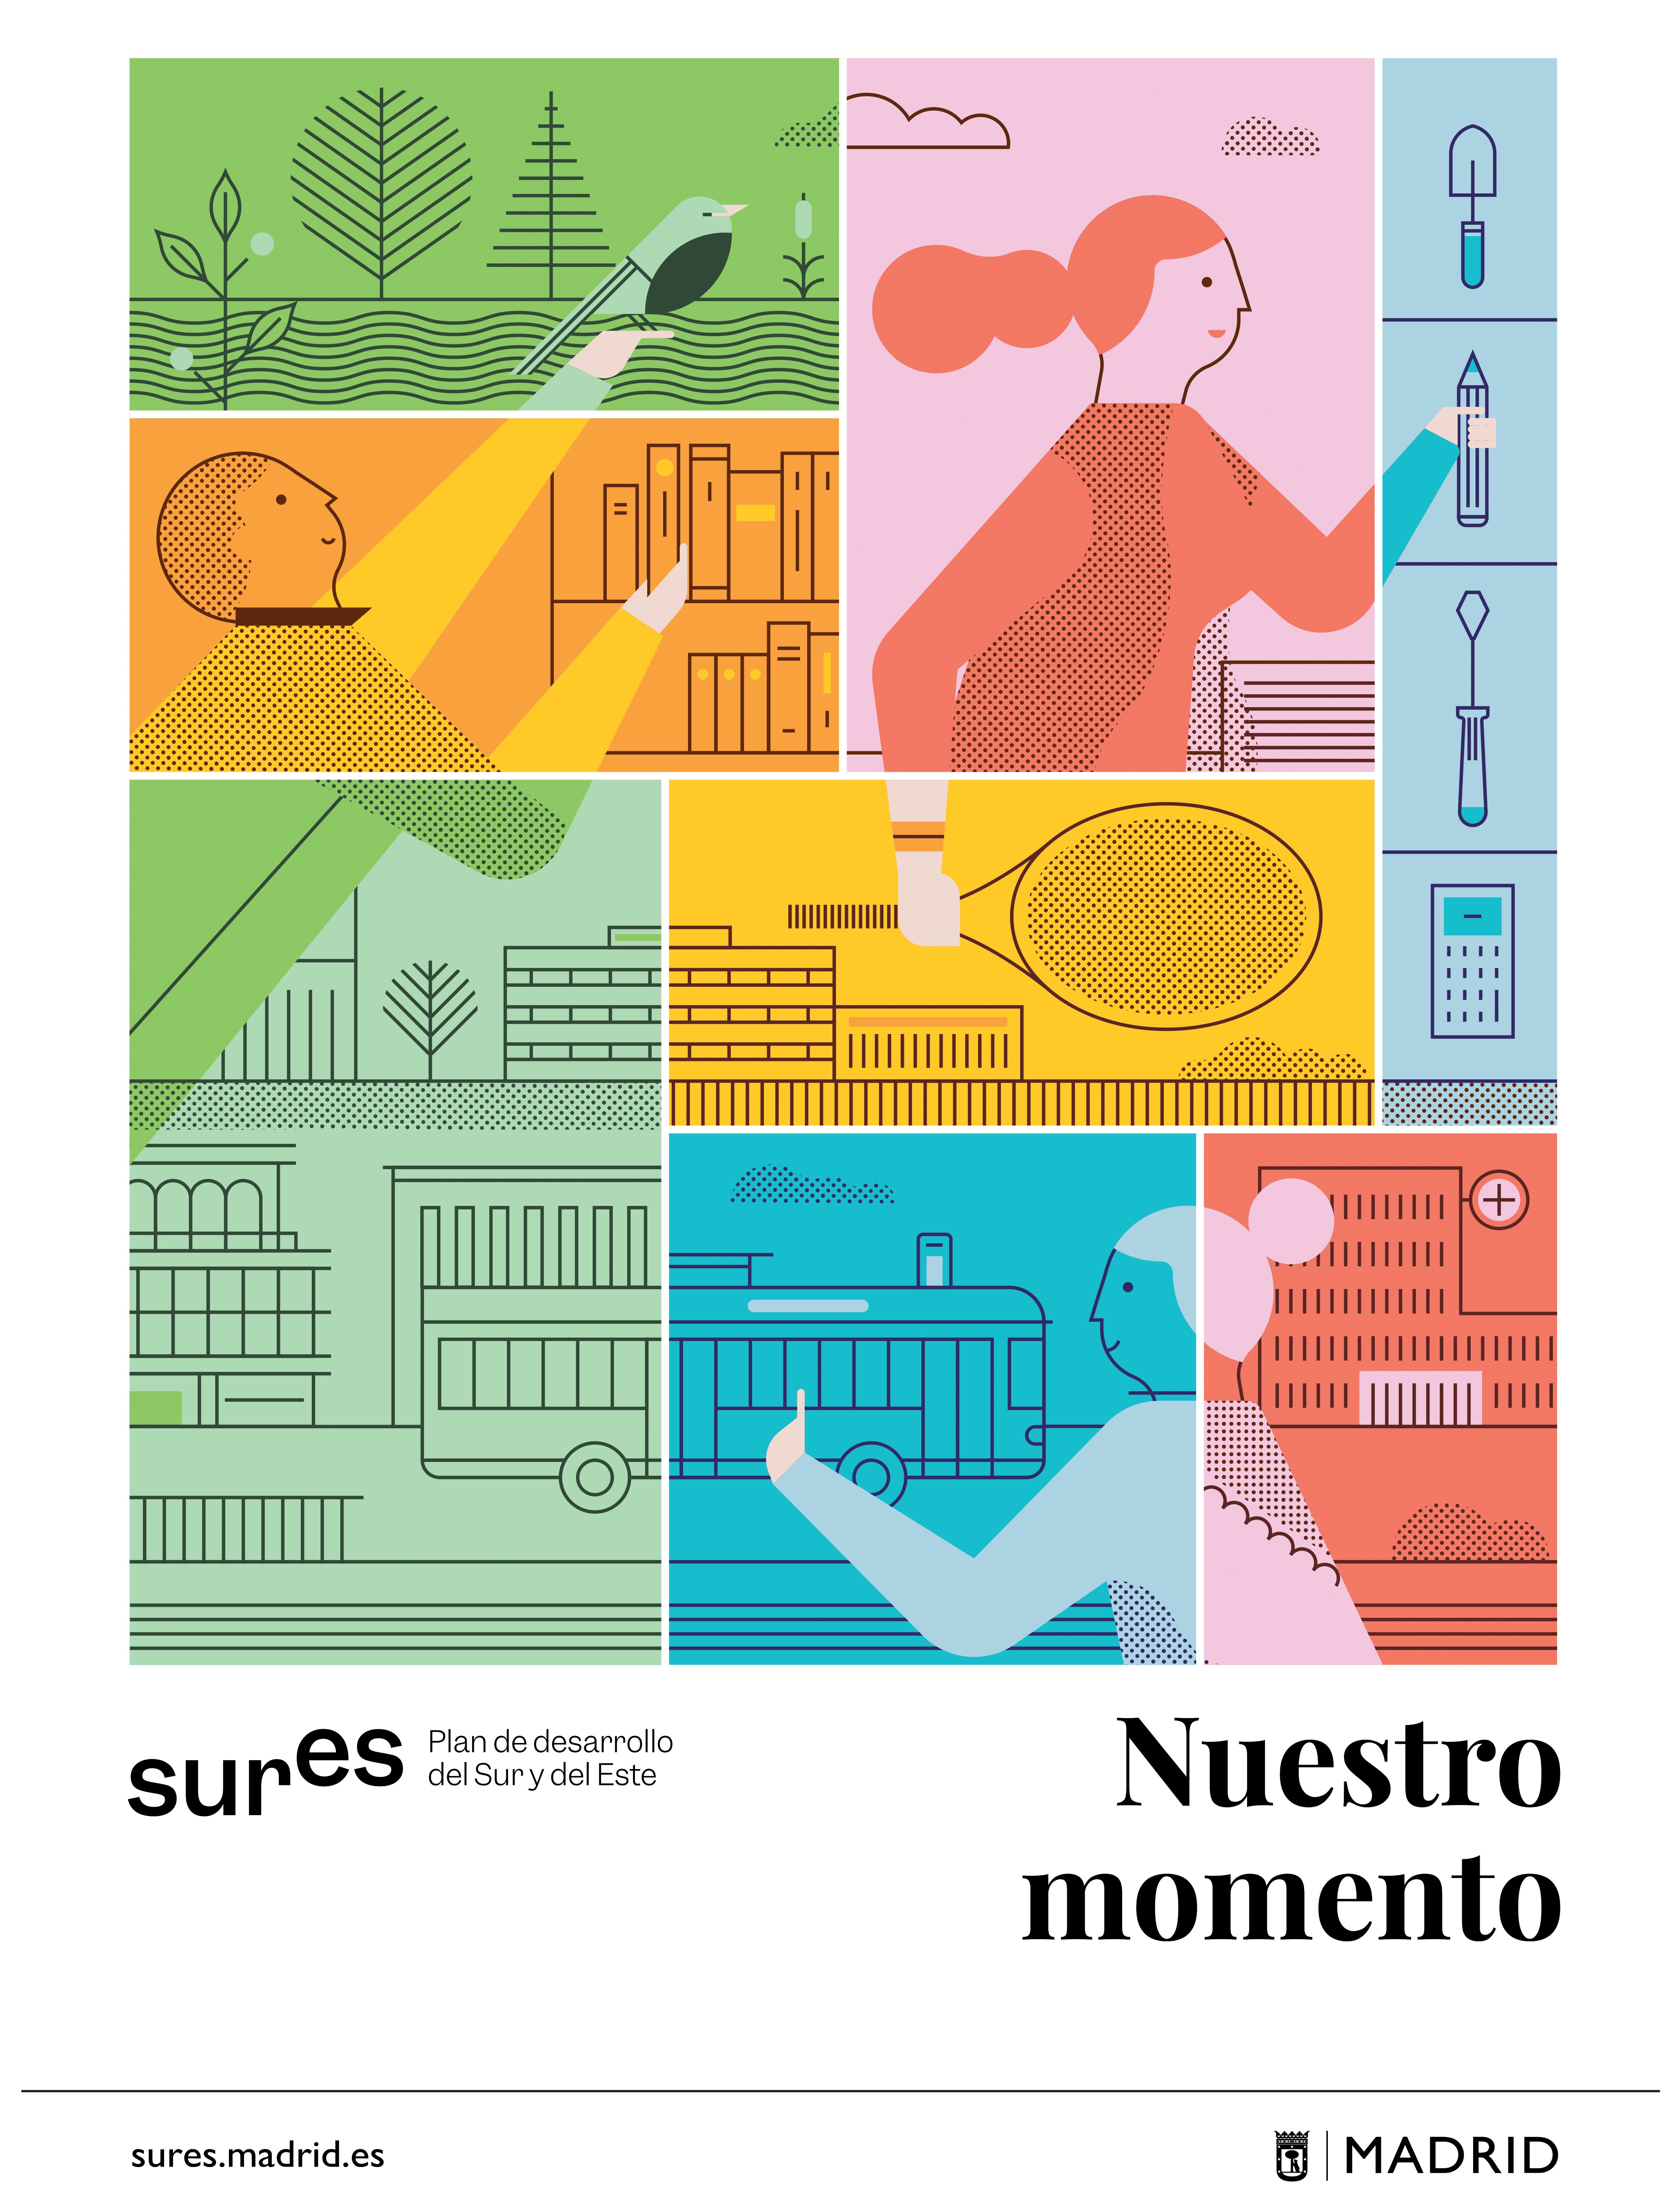 sures
Plan de desarrollo
del Sur y del Este
Nuestro
momento
sures.madrid.es
MADRID